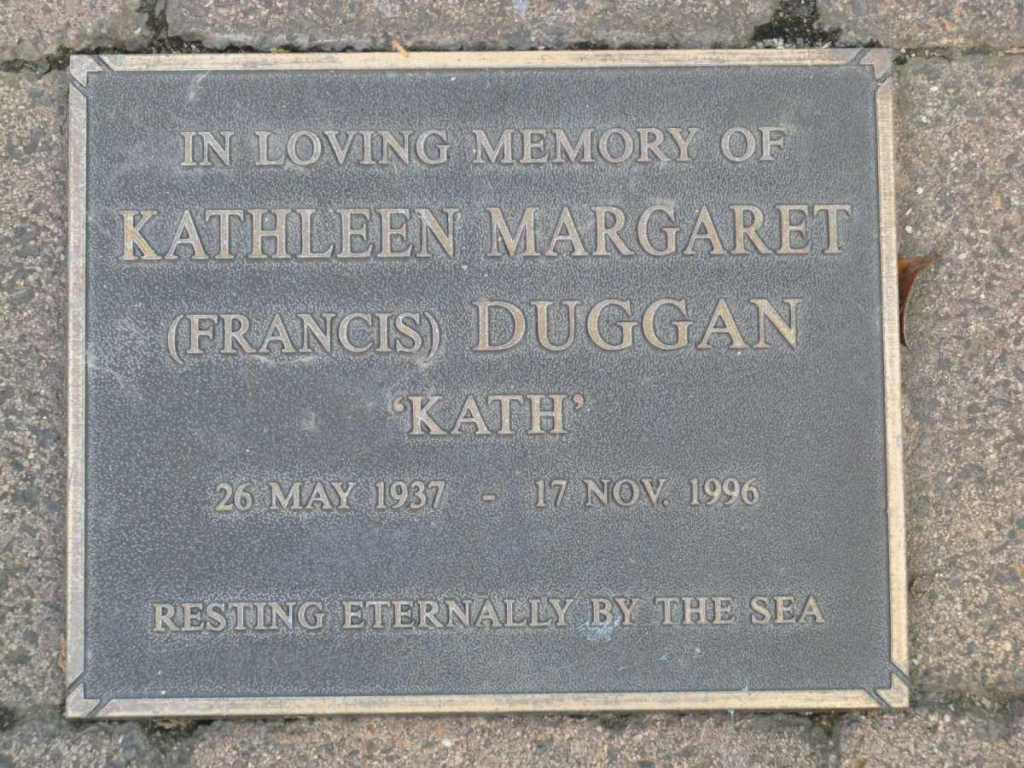 IN LOVING MEMORY OF
KATHLEEN MARGARET
(FRANCIS) DUGGAN
‘KATH’
26 MAY 1937 - 17 NOV. 1996
RESTING ETERNALLY BY THE SEA